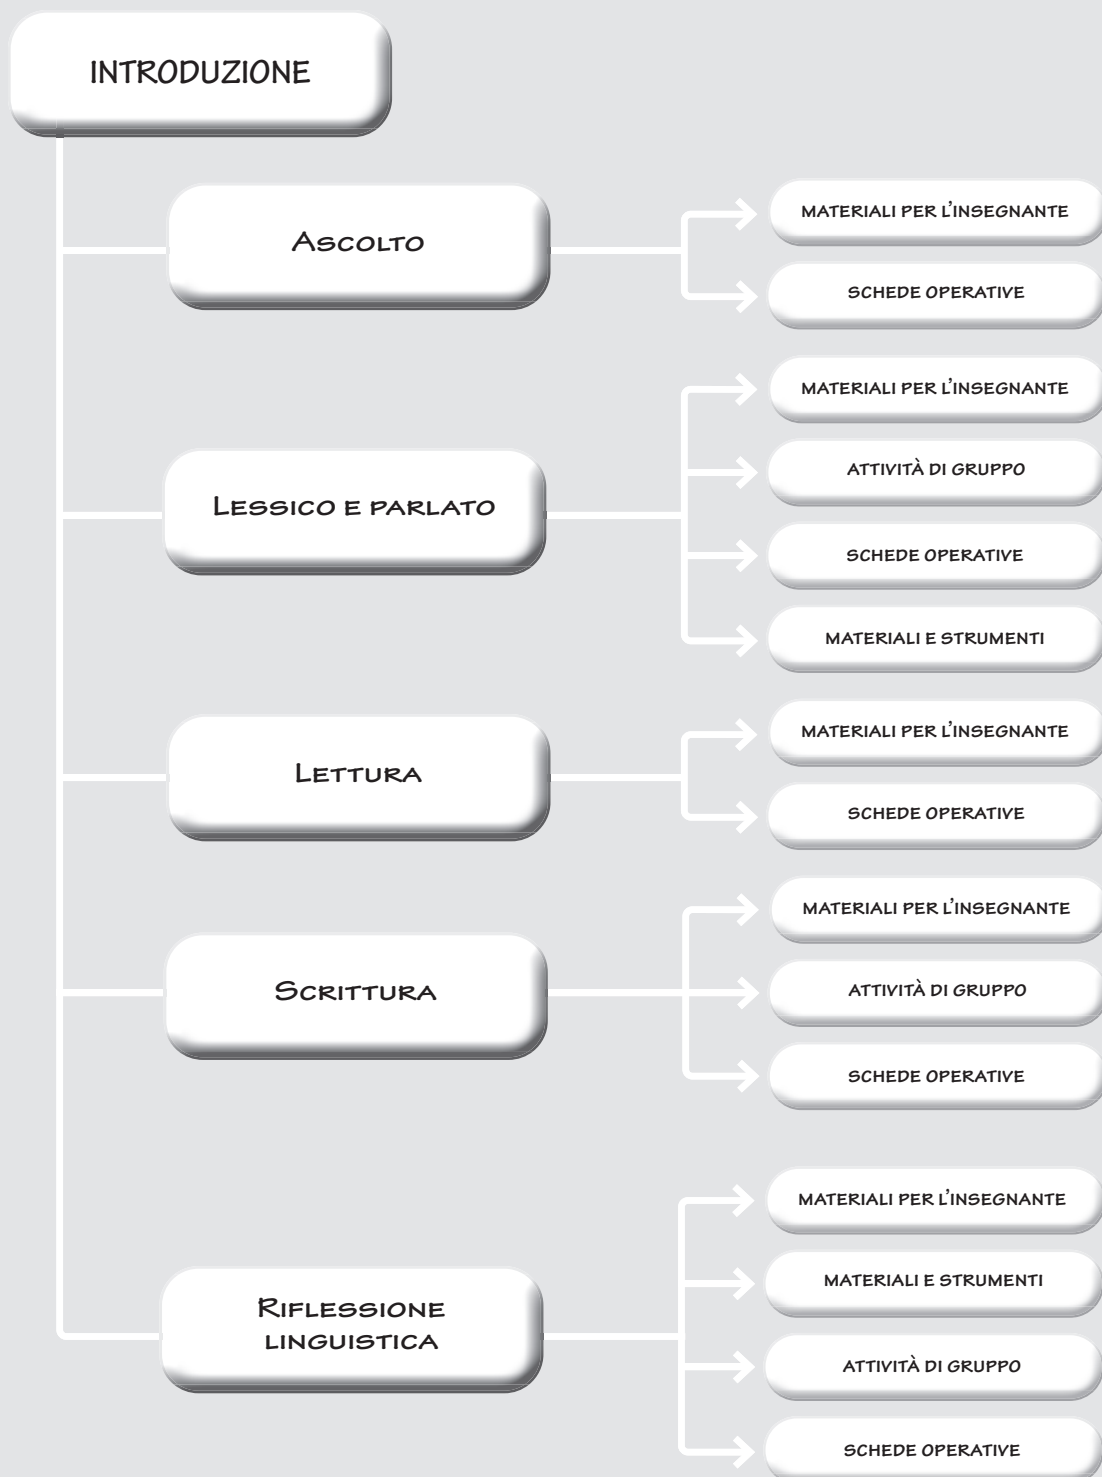 INTRODUZIONE
ASCOLTO
MATERIALI PER L'INSEGNANTE
SCHEDE OPERATIVE
LESSICO E PARLATO
MATERIALI PER L'INSEGNANTE
ATTIVITÀ DI GRUPPO
SCHEDE OPERATIVE
MATERIALI E STRUMENTI
LETTURA
MATERIALI PER L'INSEGNANTE
SCHEDE OPERATIVE
SCRITTURA
MATERIALI PER L'INSEGNANTE
ATTIVITÀ DI GRUPPO
SCHEDE OPERATIVE
RIFLESSIONE
LINGUISTICA
MATERIALI PER L'INSEGNANTE
MATERIALI E STRUMENTI
ATTIVITÀ DI GRUPPO
SCHEDE OPERATIVE